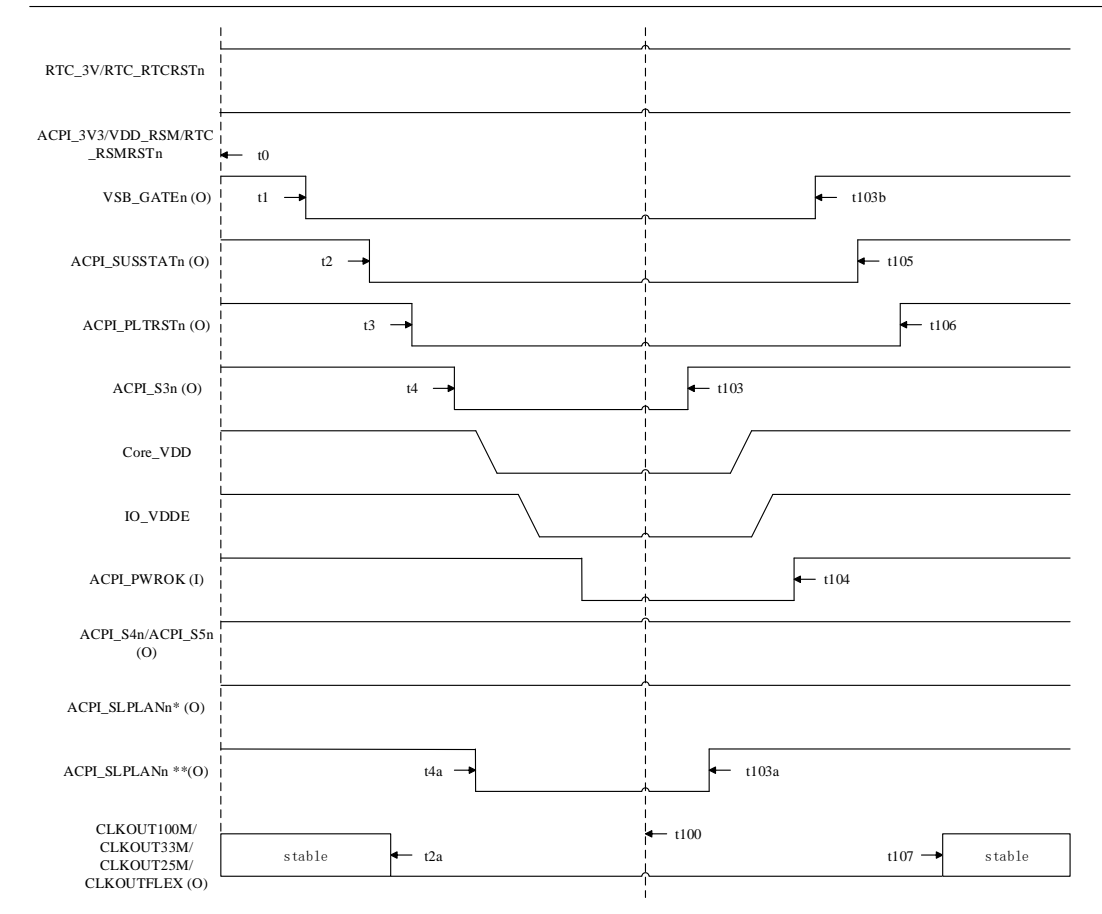 RTC_3V/RTC_RTCRSTn
ACPI_3V3/VDD_RSM/RTC
_RSMRSTn
t0
VSB_GATEn (O)
t1
t103b
ACPI_SUSSTATn (O)
t2
t105
ACPI_PLTRSTn (O)
t3
t106
ACPI_S3n (O)
t4
t103
Core_VDD
IO_VDDE
ACPI_PWROK (I)
t104
ACPI_S4n/ACPI_S5n
(O)
ACPI_SLPLANn* (O)
ACPI_SLPLANn **(O)
t4a
t103a
CLKOUT100M/
CLKOUT33M/
CLKOUT25M/
CLKOUTFLEX (O)
stable
t2a
t100
t107
stable